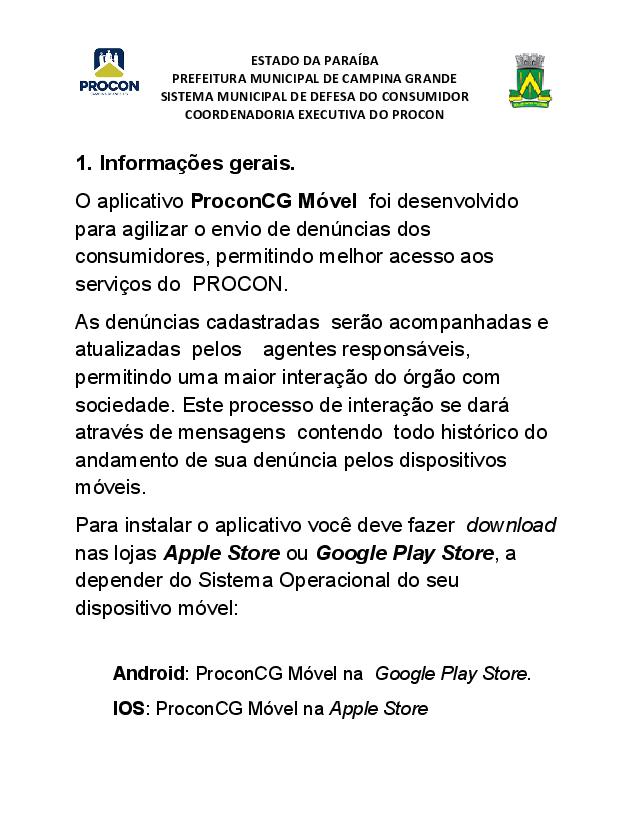 PROCON
ESTADO DA PARAÍBA
PREFEITURA MUNICIPAL DE CAMPINA GRANDE
SISTEMA MUNICIPAL DE DEFESA DO CONSUMIDOR
COORDENADORIA EXECUTIVA DO PROCON
1. Informações gerais.
O aplicativo ProconCG Móvel foi desenvolvido
para agilizar o envio de denúncias dos
consumidores, permitindo melhor acesso aos
serviços do PROCON.
As denúncias cadastradas serão acompanhadas e
atualizadas pelos agentes responsáveis,
permitindo uma maior interação do órgão com
sociedade. Este processo de interação se dará
através de mensagens contendo todo histórico do
andamento de sua denúncia pelos dispositivos
móveis.
Para instalar o aplicativo você deve fazer download
nas lojas Apple Store ou Google Play Store, a
depender do Sistema Operacional do seu
dispositivo móvel:
Android: ProconCG Móvel na Google Play Store.
IOS: ProconCG Móvel na Apple Store